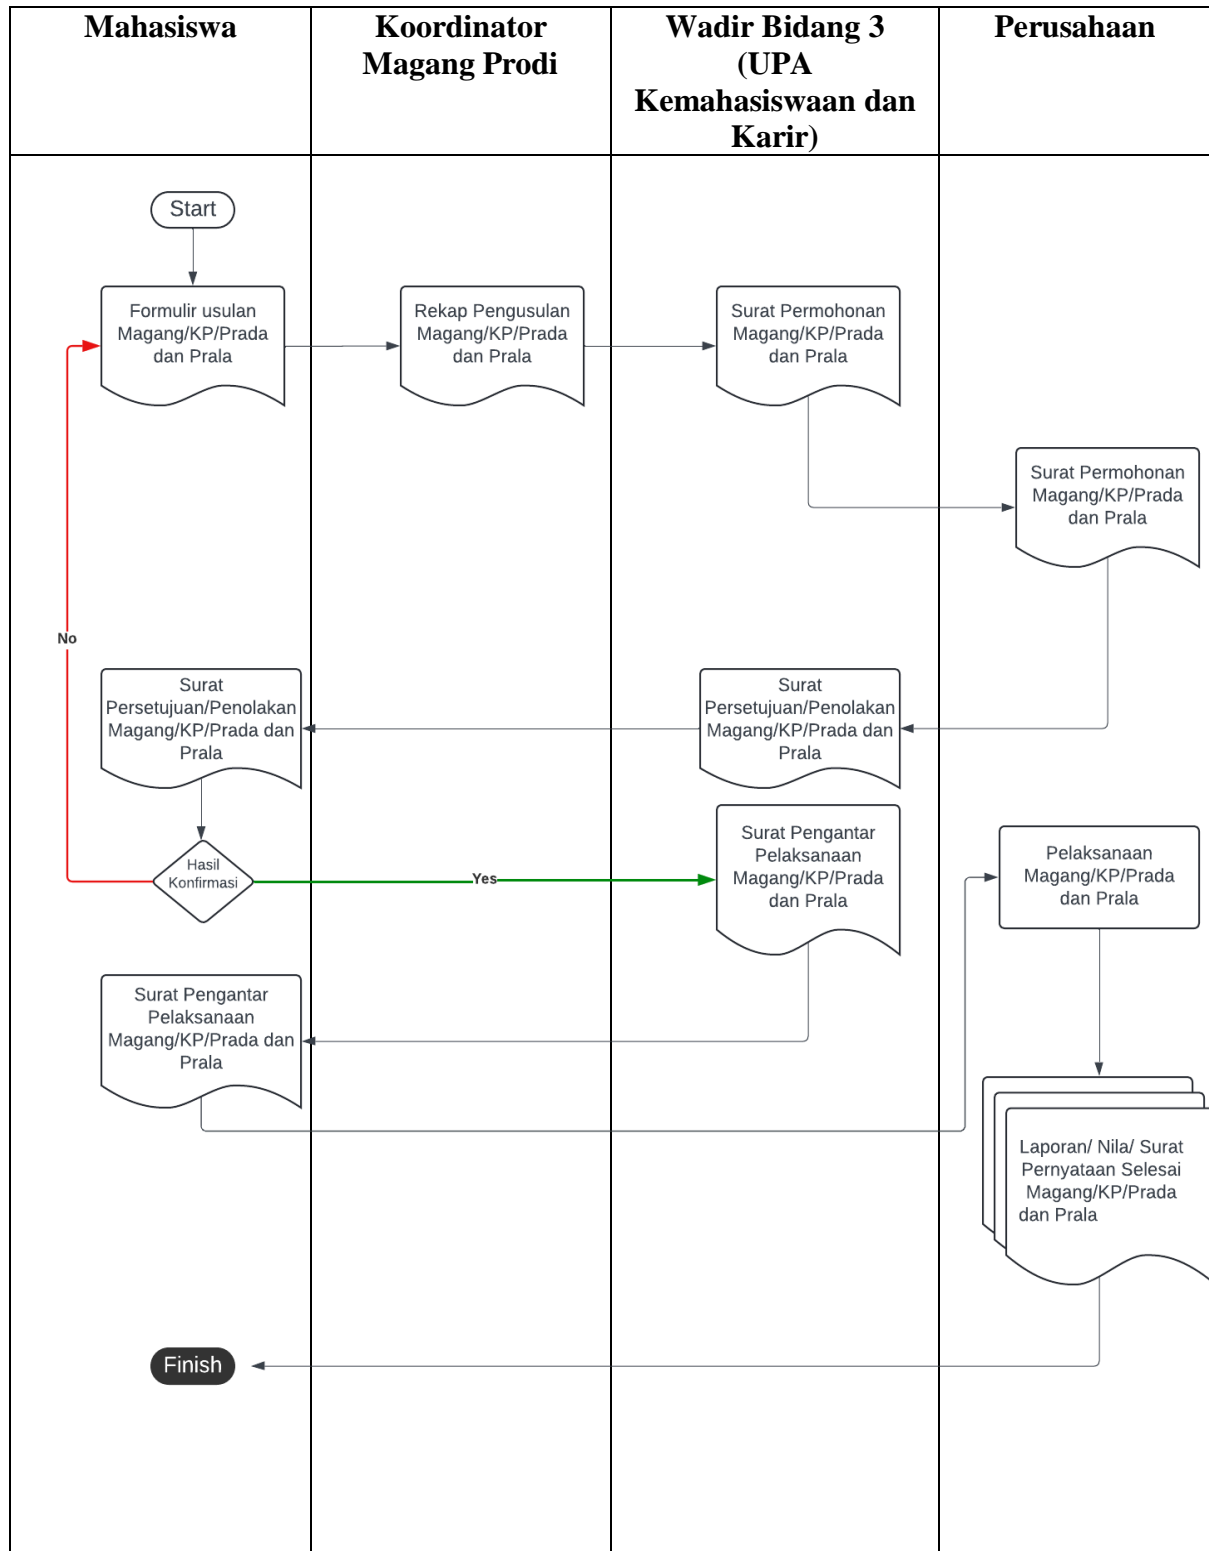 Mahasiswa
Koordinator
Magang Prodi
Wadir Bidang 3
(UPA
Kemahasiswaan dan
Karir)
Perusahaan
Start
Formulir usulan
Magang/KP/Prada
dan Prala
Rekap Pengusulan
Magang/KP/Prada
dan Prala
Surat Permohonan
Magang/KP/Prada
dan Prala
Surat Permohonan
Magang/KP/Prada
dan Prala
No
Surat
Persetujuan/Penolakan
Magang/KP/Prada dan
Prala
Surat
Persetujuan/Penolakan
Magang/KP/Prada dan
Prala
Hasil
Konfirmasi
Yes
Surat Pengantar
Pelaksanaan
Magang/KP/Prada
dan Prala
Pelaksanaan
Magang/KP/Prada
dan Prala
Surat Pengantar
Pelaksanaan
Magang/KP/Prada dan
Prala
Laporan/ Nila/ Surat
Pernyataan Selesai
Magang/KP/Prada
dan Prala
Finish